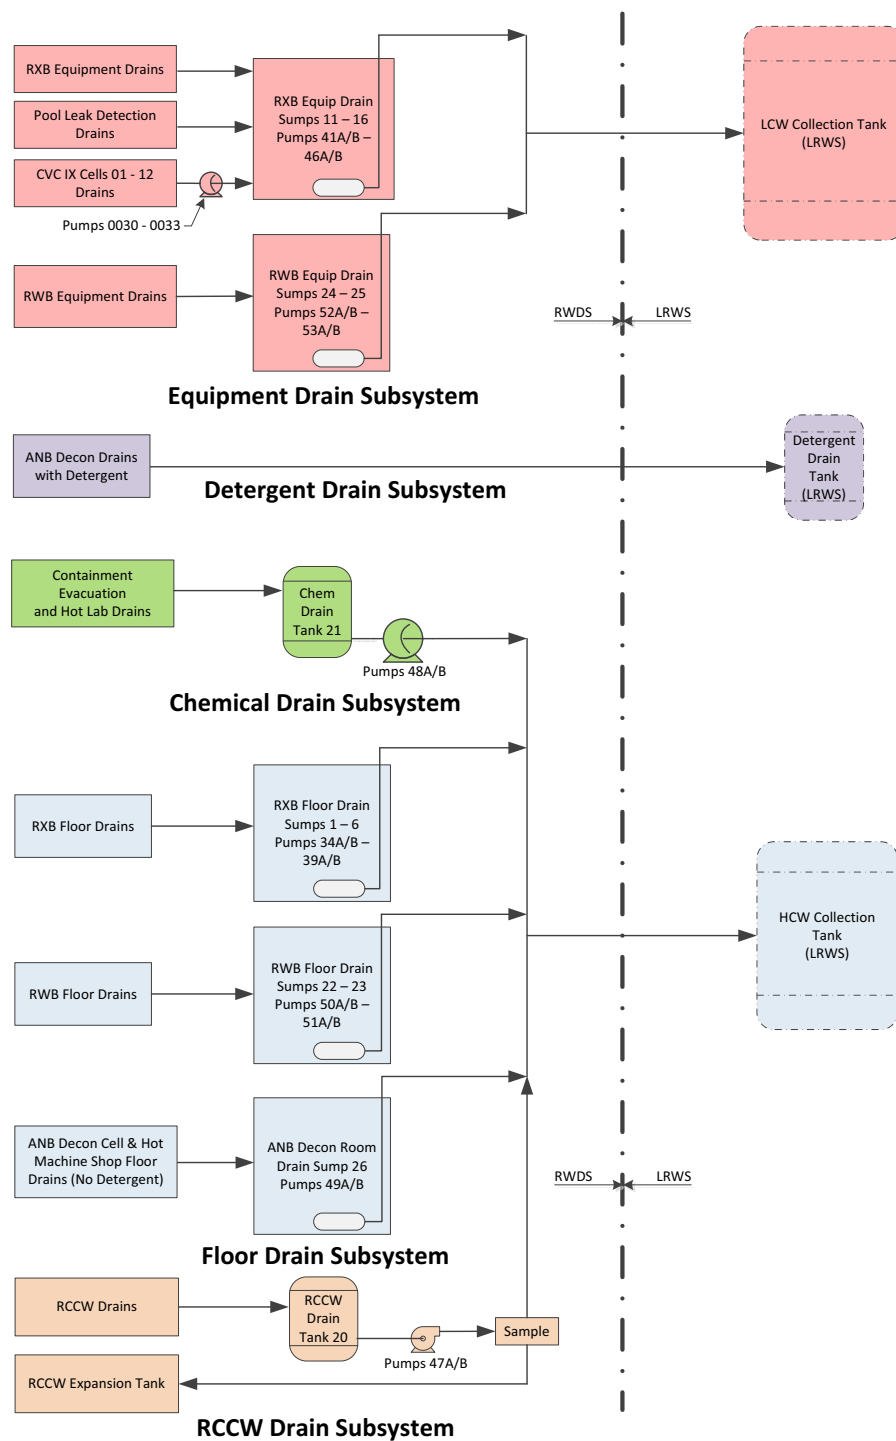 RXB Equipment Drains
Pool Leak Detection
Drains
CVC IX Cells 01 - 12
Drains
Pumps 0030 - 0033
RXB Equip Drain
Sumps 11 – 16
Pumps 41A/B –
46A/B
LCW Collection Tank
(LRWS)
RWB Equipment Drains
RWB Equip Drain
Sumps 24 – 25
Pumps 52A/B –
53A/B
RWDS
LRWS
Equipment Drain Subsystem
ANB Decon Drains
with Detergent
Detergent
Drain
Tank
(LRWS)
Detergent Drain Subsystem
Containment
Evacuation
and Hot Lab Drains
Chem
Drain
Tank 21
Pumps 48A/B
Chemical Drain Subsystem
RXB Floor Drains
RXB Floor Drain
Sumps 1 – 6
Pumps 34A/B –
39A/B
HCW Collection
Tank
(LRWS)
RWB Floor Drains
RWB Floor Drain
Sumps 22 – 23
Pumps 50A/B –
51A/B
ANB Decon Cell & Hot
Machine Shop Floor
Drains (No Detergent)
ANB Decon Room
Drain Sump 26
Pumps 49A/B
RWDS
LRWS
Floor Drain Subsystem
RCCW Drains
RCCW
Drain
Tank 20
Pumps 47A/B
Sample
RCCW Expansion Tank
RCCW Drain Subsystem